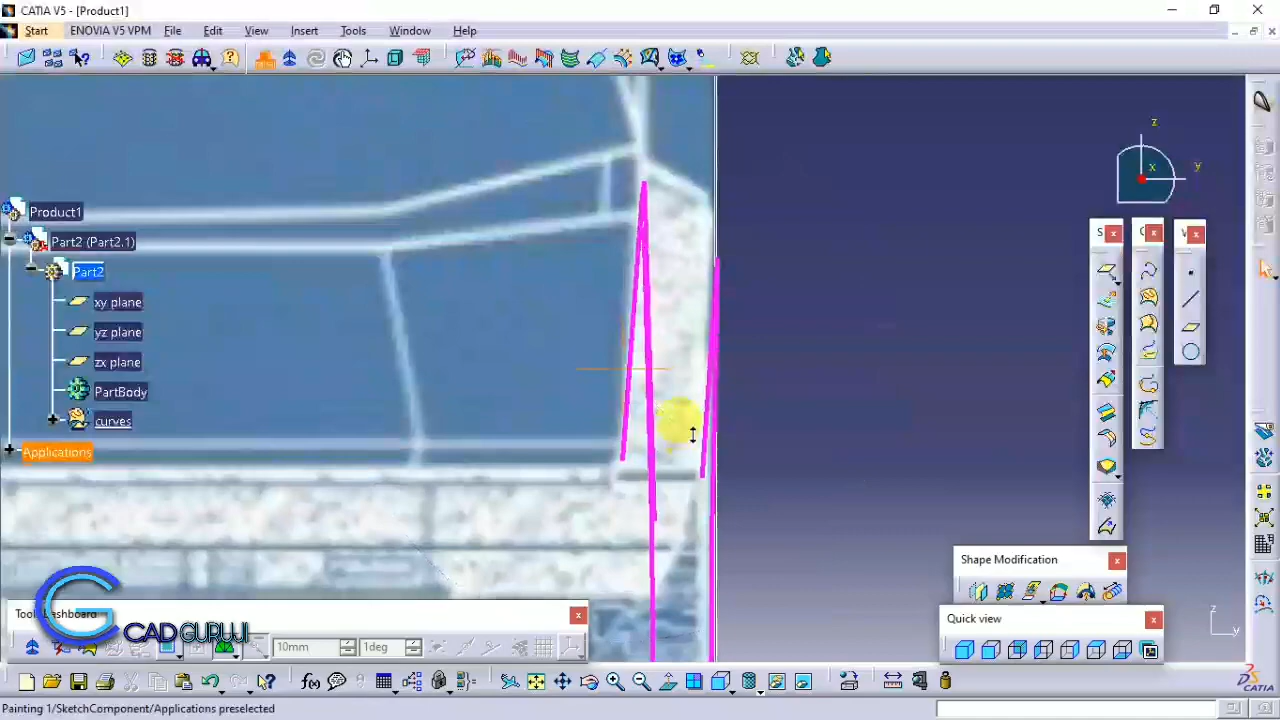 CATIA V5 - [Product1]
Start ENOVIA V5 VPM File Edit View Insert Tools Window Help
z
x y
S
Product1
Part2 (Part2.1)
Part2
xy plane
yz plane
zx plane
PartBody
curves
Applications
Shape Modification
Quick view
CADGURUJI
10mm
1deg
z
y
f(x)
CATIA
Painting 1/SketchComponent/Applications preselected